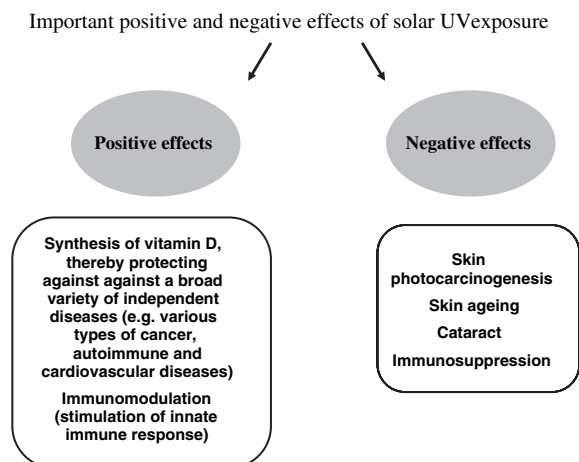 Important positive and negative effects of solar UVexposure
Positive effects
Negative effects
Synthesis of vitamin D,
thereby protecting
against against a broad
variety of independent
diseases (e.g. various
types of cancer,
autoimmune and
cardiovascular diseases)
Immunomodulation
(stimulation of innate
immune response)
Skin
photocarcinogenesis
Skin ageing
Cataract
Immunosuppression